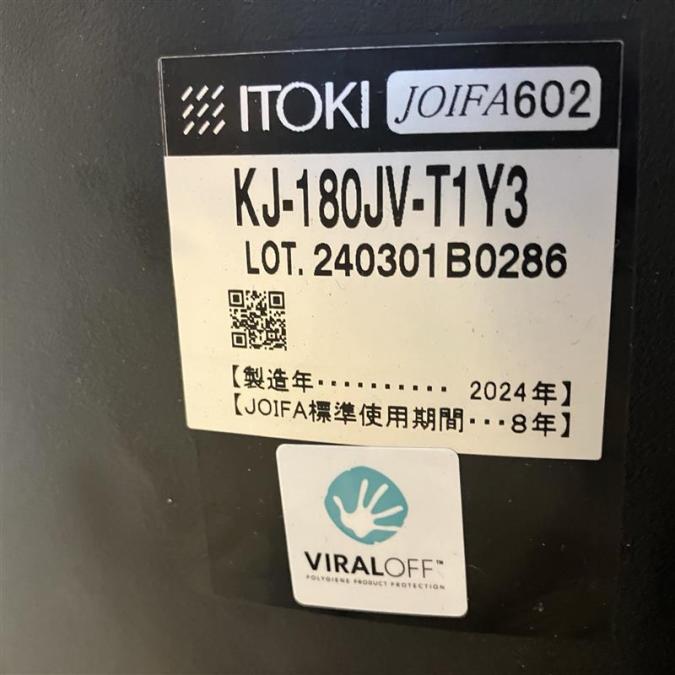 ITOKI JOIFA602
KJ-180JV-T1Y3
LOT. 240301B0286
【製造年･･････････ 2024年】
【JOIFA標準使用期間･･･8年】
VIRALOFF™
POLYGIENE PRODUCT PROTECTION